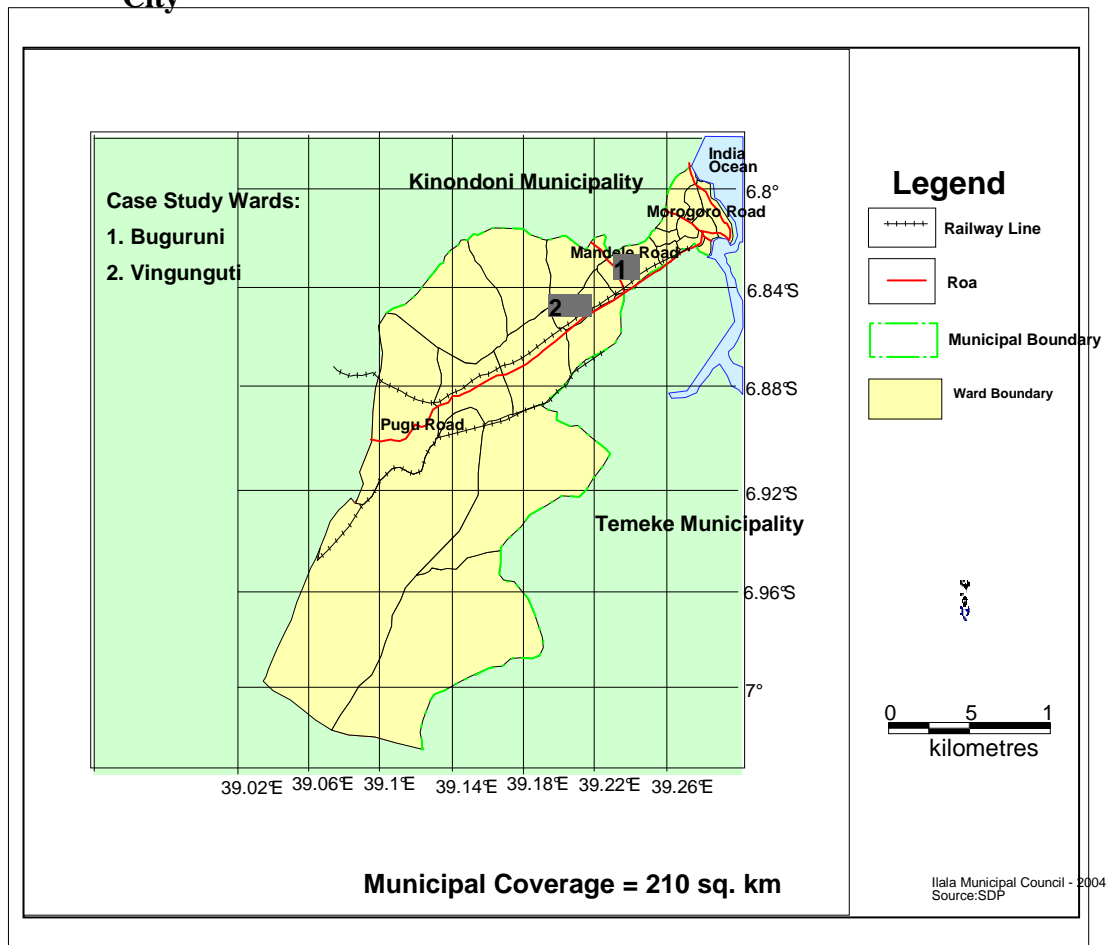 City
India
Ocean
Kinondoni Municipality
6.8°
Case Study Wards:
1. Buguruni
2. Vingunguti
Morogoro Road
Mandele Road
1
2
6.84°S
6.88°S
Pugu Road
6.92°S
Temeke Municipality
6.96°S
7°
39.02°E 39.06°E 39.1°E 39.14°E 39.18°E 39.22°E 39.26°E
Municipal Coverage = 210 sq. km
Legend
Railway Line
Roa
Municipal Boundary
Ward Boundary
0 5 1
kilometres
Ilala Municipal Council - 2004
Source:SDP